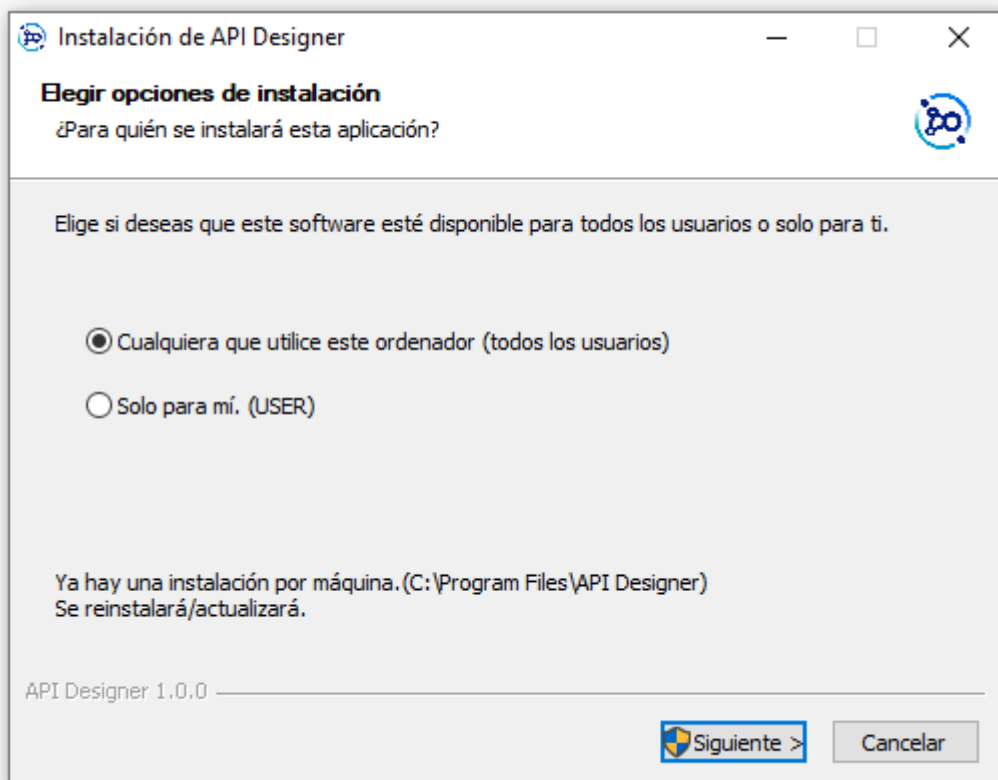 Instalación de API Designer
Elegir opciones de instalación
¿Para quién se instalará esta aplicación?
Elige si deseas que este software esté disponible para todos los usuarios o solo para ti.
Cualquiera que utilice este ordenador (todos los usuarios)
Solo para mí. (USER)
Ya hay una instalación por máquina.(C:\Program Files\API Designer)
Se reinstalará/actualizará.
API Designer 1.0.0
Siguiente > Cancelar